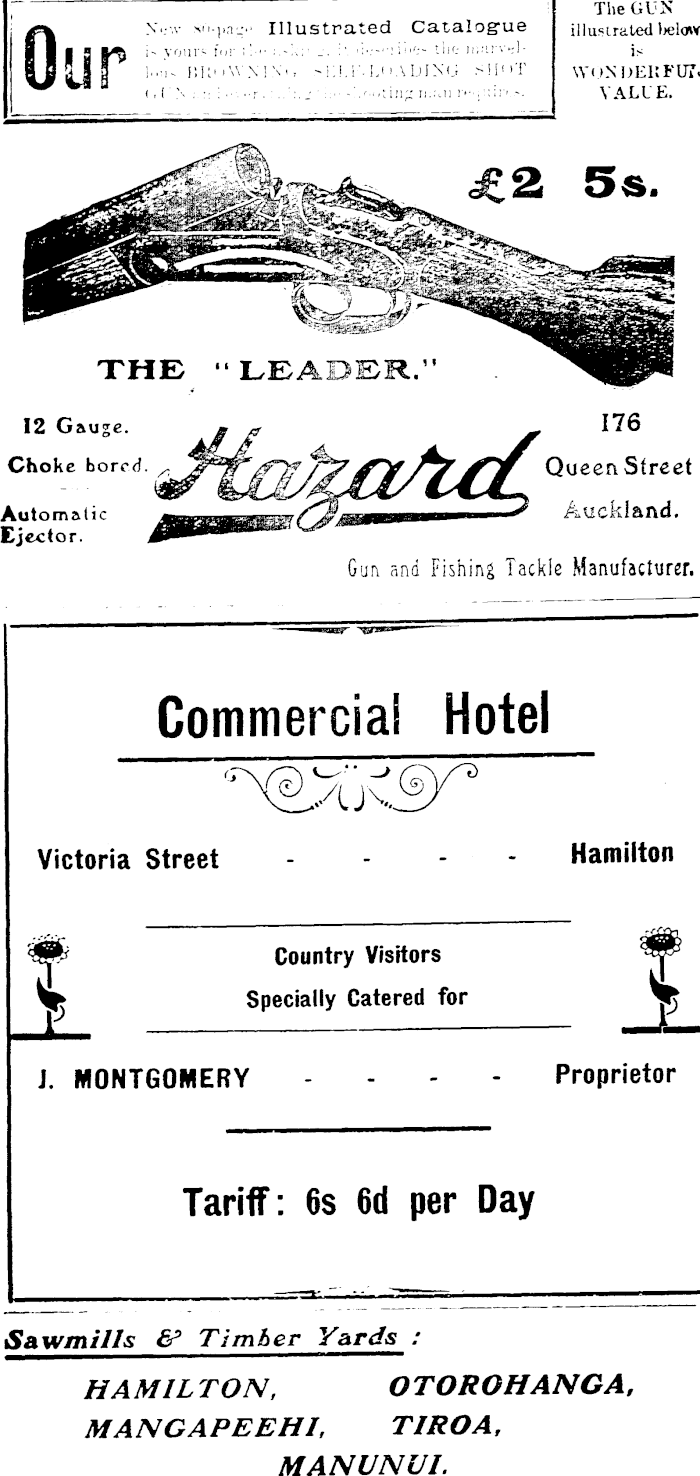 Our
New 80-page Illustrated Catalogue
is yours for the asking. it describes the marvel-
lous BROWNING SELF-LOADING SHOT
GUN and everything the shooting man requires.
The GUN
illustrated below
is
WONDERFUL
VALUE.
£2 5s.
THE "LEADER."
12 Gauge.
Choke bored.
Automatic
Ejector.
Hazard
176
Queen Street
Auckland.
Gun and Fishing Tackle Manufacturer.
Commercial Hotel
Victoria Street - - - - Hamilton
Country Visitors
Specially Catered for
J. MONTGOMERY - - - - Proprietor
Tariff: 6s 6d per Day
Sawmills & Timber Yards :
HAMILTON, OTOROHANGA,
MANGAPEEHI, TIROA,
MANUNUI.